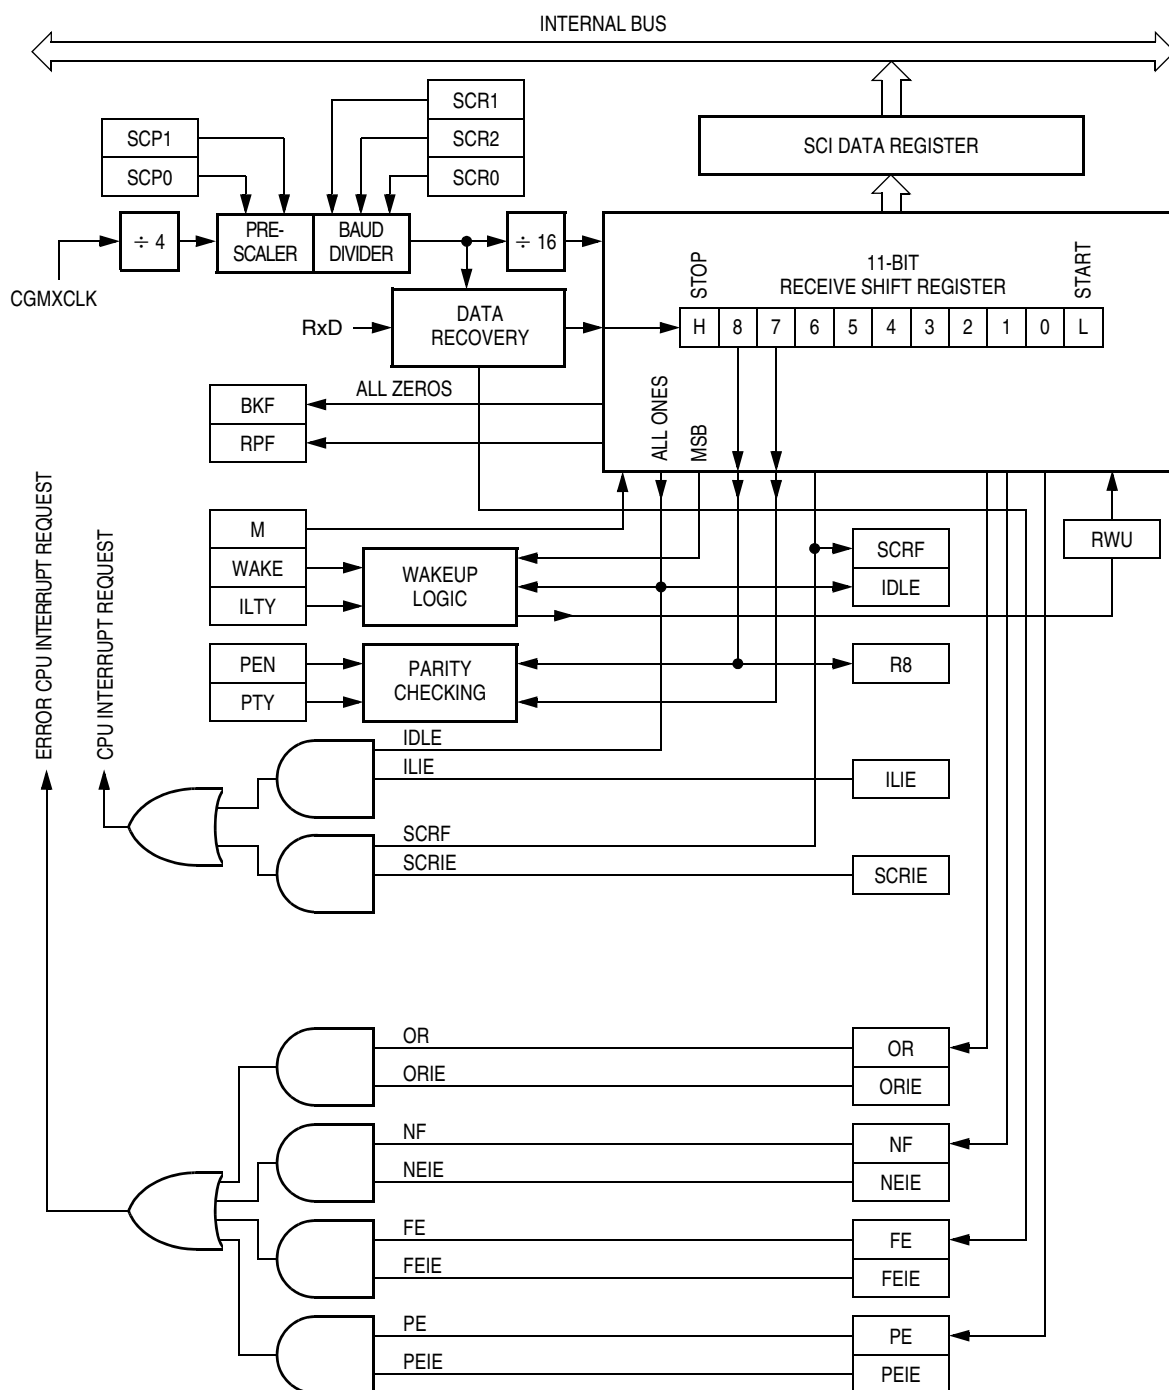 INTERNAL BUS
SCR1
SCR2
SCR0
SCP1
SCP0
SCI DATA REGISTER
÷ 4
PRE-
SCALER
BAUD
DIVIDER
÷ 16
CGMXCLK
RxD
DATA
RECOVERY
STOP
11-BIT
RECEIVE SHIFT REGISTER
START
H 8 7 6 5 4 3 2 1 0 L
ALL ZEROS
BKF
RPF
ALL ONES
MSB
M
WAKE
ILTY
WAKEUP
LOGIC
SCRF
IDLE
RWU
PEN
PTY
PARITY
CHECKING
R8
ERROR CPU INTERRUPT REQUEST
CPU INTERRUPT REQUEST
IDLE
ILIE
ILIE
SCRF
SCRIE
SCRIE
OR
ORIE
OR
ORIE
NF
NEIE
NF
NEIE
FE
FEIE
FE
FEIE
PE
PEIE
PE
PEIE